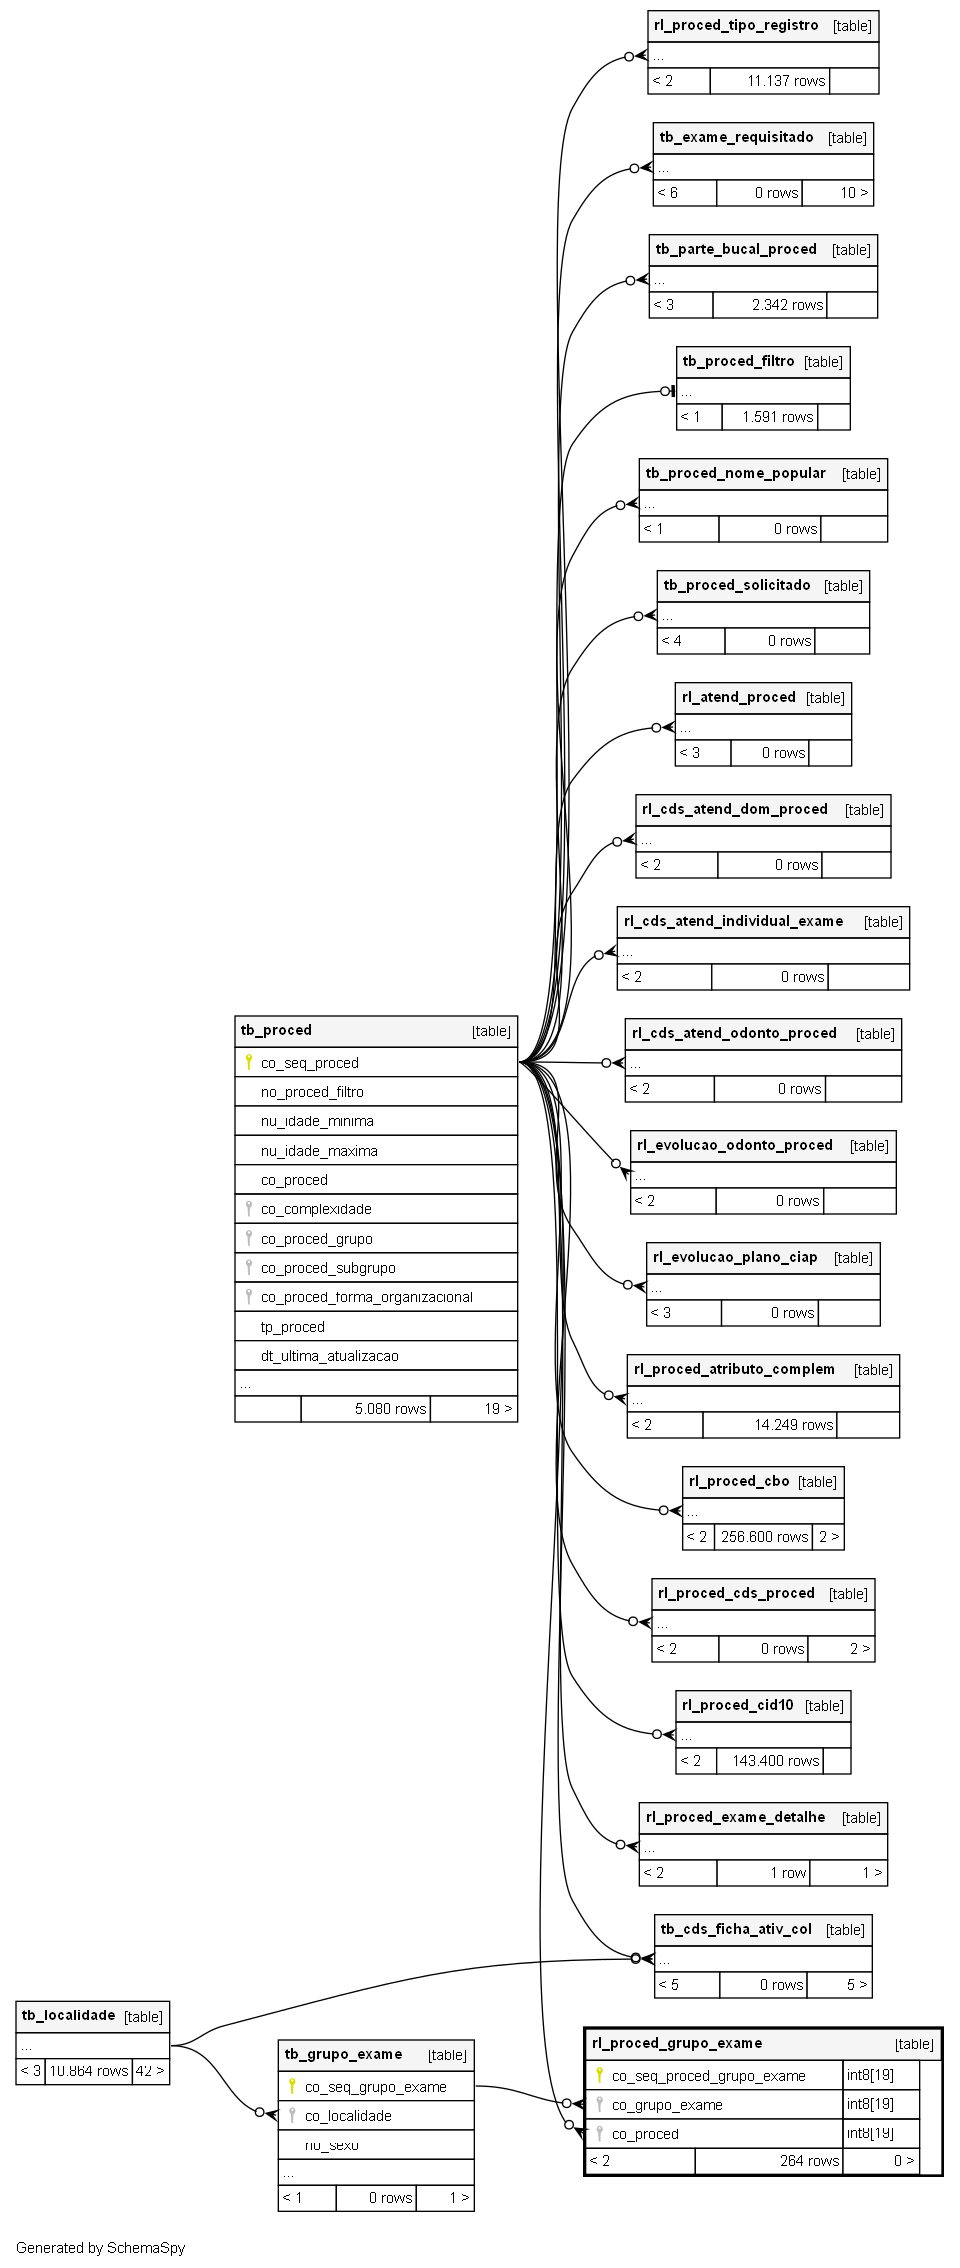 rl_proced_tipo_registro [table]
...
< 2 11.137 rows
tb_exame_requisitado [table]
...
< 6 0 rows 10 >
tb_parte_bucal_proced [table]
...
< 3 2.342 rows
tb_proced_filtro [table]
...
< 1 1.591 rows
tb_proced_nome_popular [table]
...
< 1 0 rows
tb_proced_solicitado [table]
...
< 4 0 rows
rl_atend_proced [table]
...
< 3 0 rows
rl_cds_atend_dom_proced [table]
...
< 2 0 rows
rl_cds_atend_individual_exame [table]
...
< 2 0 rows
rl_cds_atend_odonto_proced [table]
...
< 2 0 rows
tb_proced [table]
co_seq_proced
no_proced_filtro
nu_idade_minima
nu_idade_maxima
co_proced
co_complexidade
co_proced_grupo
co_proced_subgrupo
co_proced_forma_organizacional
tp_proced
dt_ultima_atualizacao
...
5.080 rows 19 >
rl_evolucao_odonto_proced [table]
...
< 2 0 rows
rl_evolucao_plano_ciap [table]
...
< 3 0 rows
rl_proced_atributo_complem [table]
...
< 2 14.249 rows
rl_proced_cbo [table]
...
< 2 256.600 rows 2 >
rl_proced_cds_proced [table]
...
< 2 0 rows 2 >
rl_proced_cid10 [table]
...
< 2 143.400 rows
rl_proced_exame_detalhe [table]
...
< 2 1 row 1 >
tb_cds_ficha_ativ_col [table]
...
< 5 0 rows 5 >
tb_localidade [table]
...
< 3 10.864 rows 42 >
tb_grupo_exame [table]
co_seq_grupo_exame
co_localidade
no_sexo
...
< 1 0 rows 1 >
rl_proced_grupo_exame [table]
co_seq_proced_grupo_exame int8[19]
co_grupo_exame int8[19]
co_proced int8[19]
< 2 264 rows 0 >
Generated by SchemaSpy